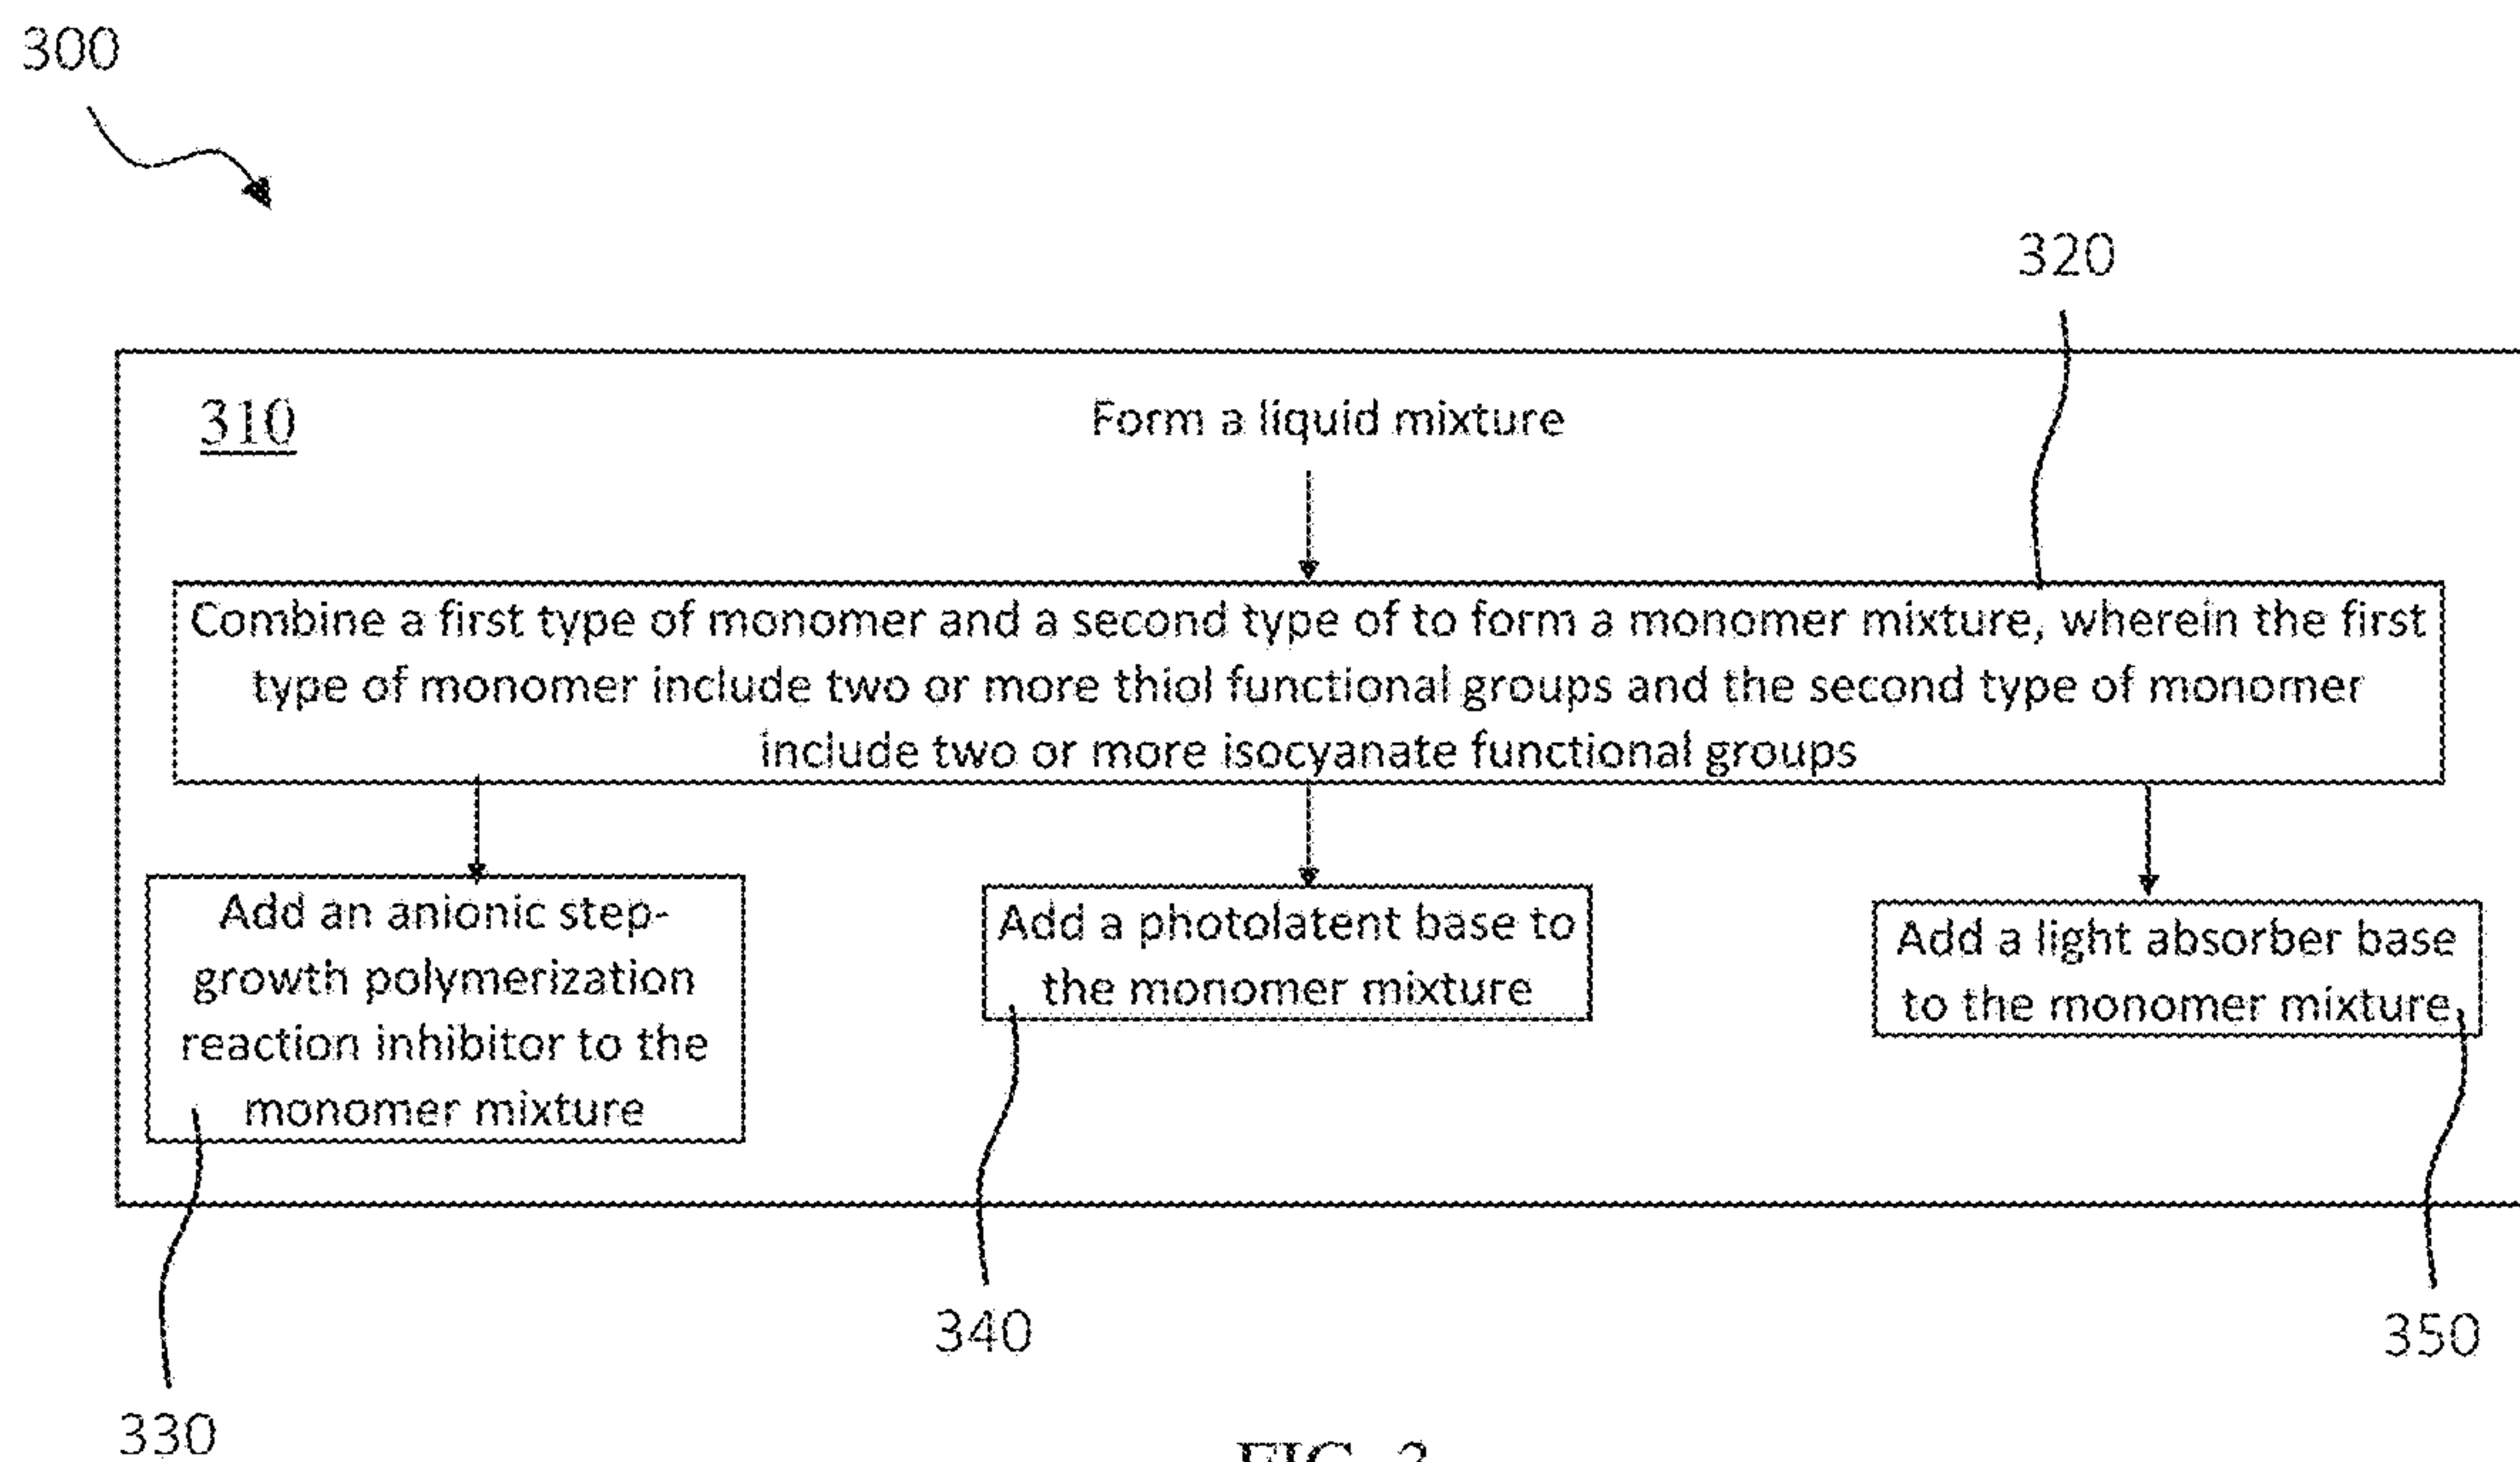 300
320
310
Form a liquid mixture
Combine a first type of monomer and a second type of to form a monomer mixture, wherein the first
type of monomer include two or more thiol functional groups and the second type of monomer
include two or more isocyanate functional groups
Add an anionic step-
growth polymerization
reaction inhibitor to the
monomer mixture
Add a photolatent base to
the monomer mixture
Add a light absorber base
to the monomer mixture
340
350
330
FIG.